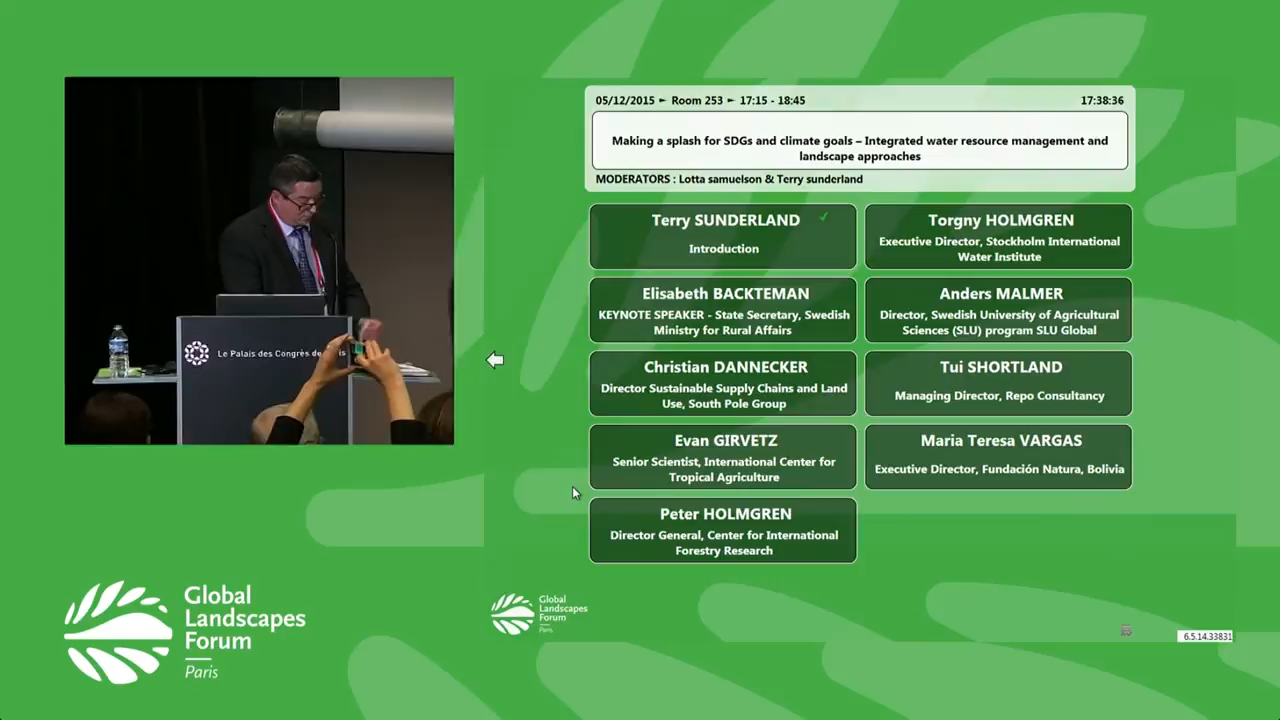 05/12/2015 ► Room 253 ► 17:15 - 18:45
17:38:36
Making a splash for SDGs and climate goals – Integrated water resource management and
landscape approaches
MODERATORS : Lotta samuelson & Terry sunderland
Terry SUNDERLAND ✓
Introduction
Torgny HOLMGREN
Executive Director, Stockholm International
Water Institute
Elisabeth BACKTEMAN
KEYNOTE SPEAKER - State Secretary, Swedish
Ministry for Rural Affairs
Anders MALMER
Director, Swedish University of Agricultural
Sciences (SLU) program SLU Global
Christian DANNECKER
Director Sustainable Supply Chains and Land
Use, South Pole Group
Tui SHORTLAND
Managing Director, Repo Consultancy
Evan GIRVETZ
Senior Scientist, International Center for
Tropical Agriculture
Maria Teresa VARGAS
Executive Director, Fundación Natura, Bolivia
Peter HOLMGREN
Director General, Center for International
Forestry Research
Le Palais des Congrès de
Global
Landscapes
Forum
Paris
Global
Landscapes
Forum
Paris
6.5.14.33831